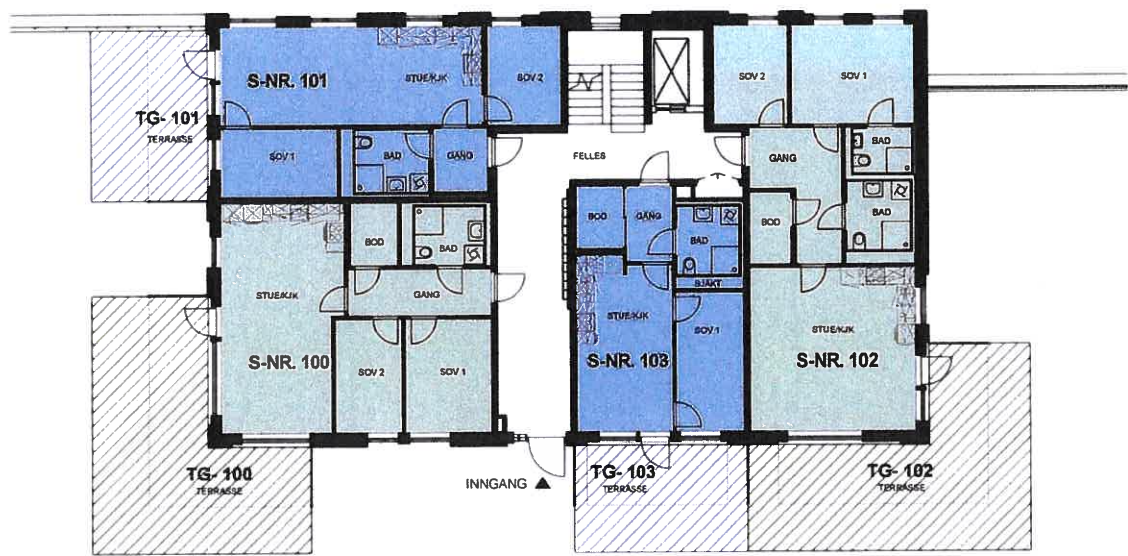 SOV 2
SOV 2
SOV 1
S-NR. 101
STUE/KJK
TG- 101
TERRASSE
SOV 1
BAD
GANG
FELLES
GANG
BAD
BOD
BAD
BOD
GANG
BAD
BOD
BAD
SJAKT
STUE/KJK
GANG
S-NR. 100
SOV 2
SOV 1
STUE/KJK
S-NR. 103
SOV 1
STUE/KJK
S-NR. 102
TG- 100
TERRASSE
INNGANG
TG- 103
TERRASSE
TG- 102
TERRASSE